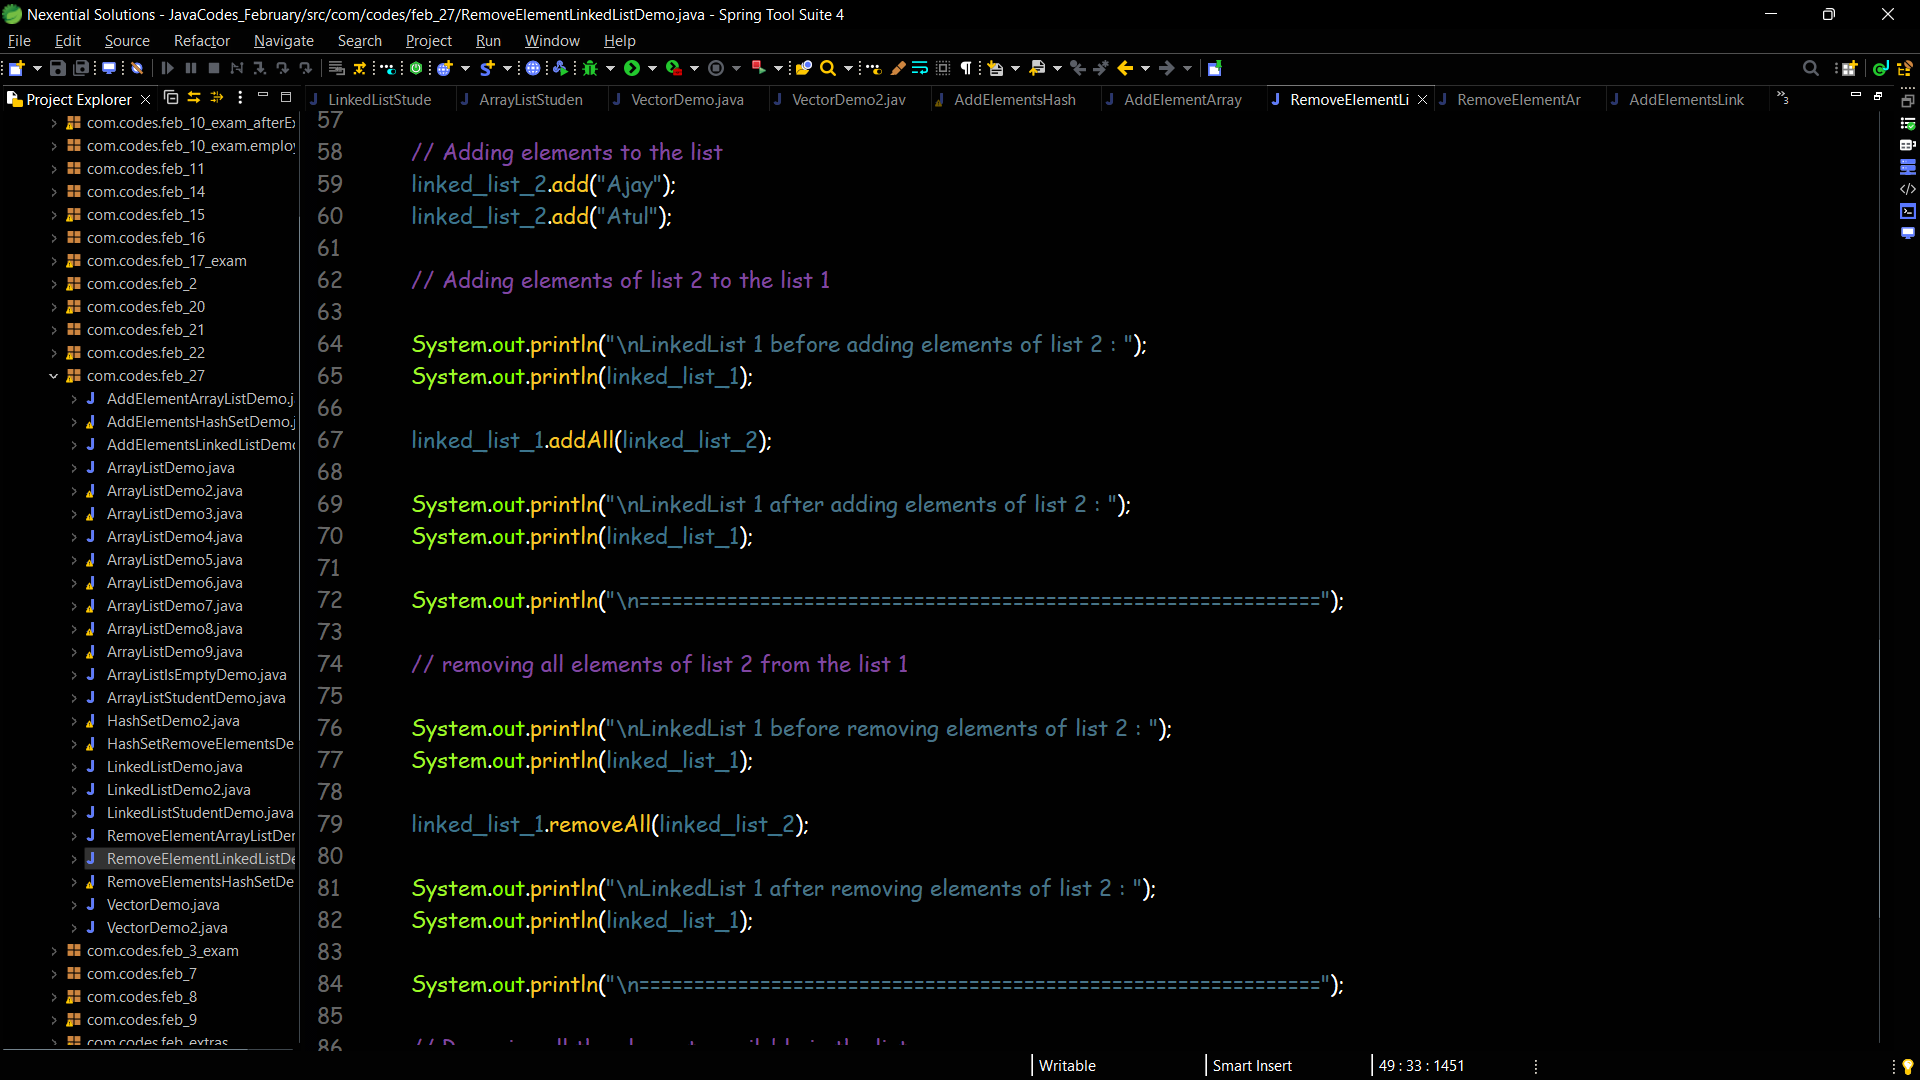 Nexential Solutions - JavaCodes_February/src/com/codes/feb_27/RemoveElementLinkedListDemo.java - Spring Tool Suite 4
File Edit Source Refactor Navigate Search Project Run Window Help
Project Explorer
LinkedListStude ArrayListStuden VectorDemo.java VectorDemo2.jav AddElementsHash AddElementArray RemoveElementLi RemoveElementAr AddElementsLink »3
com.codes.feb_10_exam_afterEx
com.codes.feb_10_exam.employ
com.codes.feb_11
com.codes.feb_14
com.codes.feb_15
com.codes.feb_16
com.codes.feb_17_exam
com.codes.feb_2
com.codes.feb_20
com.codes.feb_21
com.codes.feb_22
com.codes.feb_27
AddElementArrayListDemo.j
AddElementsHashSetDemo.j
AddElementsLinkedListDemo
ArrayListDemo.java
ArrayListDemo2.java
ArrayListDemo3.java
ArrayListDemo4.java
ArrayListDemo5.java
ArrayListDemo6.java
ArrayListDemo7.java
ArrayListDemo8.java
ArrayListDemo9.java
ArrayListIsEmptyDemo.java
ArrayListStudentDemo.java
HashSetDemo2.java
HashSetRemoveElementsDe
LinkedListDemo.java
LinkedListDemo2.java
LinkedListStudentDemo.java
RemoveElementArrayListDer
RemoveElementLinkedListDe
RemoveElementsHashSetDe
VectorDemo.java
VectorDemo2.java
com.codes.feb_3_exam
com.codes.feb_7
com.codes.feb_8
com.codes.feb_9
com.codes.feb_extras
57
58 // Adding elements to the list
59 linked_list_2.add("Ajay");
60 linked_list_2.add("Atul");
61
62 // Adding elements of list 2 to the list 1
63
64 System.out.println("\nLinkedList 1 before adding elements of list 2 : ");
65 System.out.println(linked_list_1);
66
67 linked_list_1.addAll(linked_list_2);
68
69 System.out.println("\nLinkedList 1 after adding elements of list 2 : ");
70 System.out.println(linked_list_1);
71
72 System.out.println("\n==============================================================");
73
74 // removing all elements of list 2 from the list 1
75
76 System.out.println("\nLinkedList 1 before removing elements of list 2 : ");
77 System.out.println(linked_list_1);
78
79 linked_list_1.removeAll(linked_list_2);
80
81 System.out.println("\nLinkedList 1 after removing elements of list 2 : ");
82 System.out.println(linked_list_1);
83
84 System.out.println("\n==============================================================");
85
86
Writable Smart Insert 49 : 33 : 1451